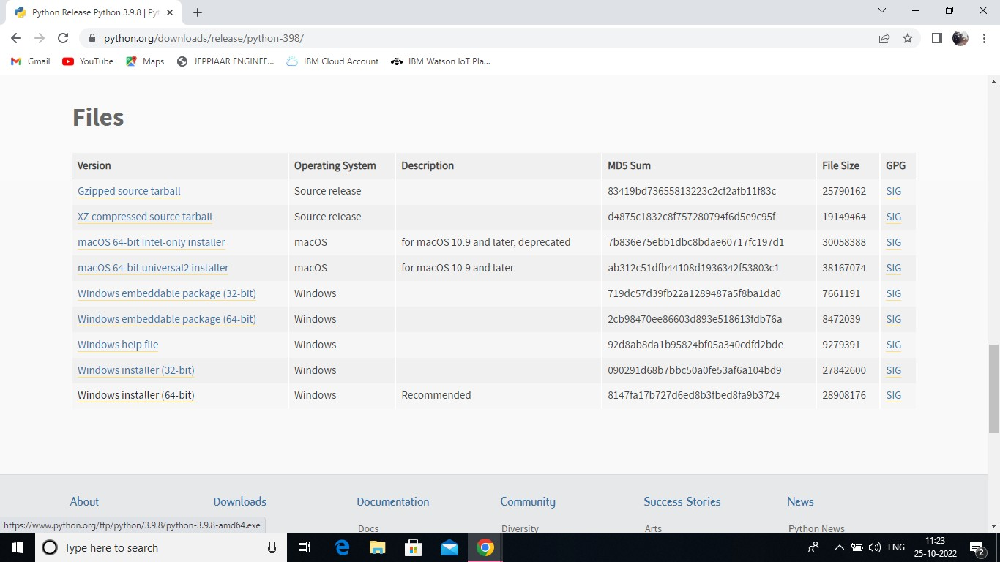 Python Release Python 3.9.8 | Pyt
python.org/downloads/release/python-398/
Gmail YouTube Maps JEPPIAAR ENGINEE... IBM Cloud Account IBM Watson IoT Pla...
Files
Version Operating System Description MD5 Sum File Size GPG
Gzipped source tarball Source release 83419bd73655813223c2cf2afb11f83c 25790162 SIG
XZ compressed source tarball Source release d4875c1832c8f757280794f6d5e9c95f 19149464 SIG
macOS 64-bit Intel-only installer macOS for macOS 10.9 and later, deprecated 7b836e75ebb1dbc8bdae60717fc197d1 30058388 SIG
macOS 64-bit universal2 installer macOS for macOS 10.9 and later ab312c51dfb44108d1936342f53803c1 38167074 SIG
Windows embeddable package (32-bit) Windows 719dc57d39fb22a1289487a5f8ba1da0 7661191 SIG
Windows embeddable package (64-bit) Windows 2cb98470ee86603d893e518613fdb76a 8472039 SIG
Windows help file Windows 92d8ab8da1b95824bf05a340cdfd2bde 9279391 SIG
Windows installer (32-bit) Windows 090291d68b7bbc50a0fe53af6a104bd9 27842600 SIG
Windows installer (64-bit) Windows Recommended 8147fa17b727d6ed8b3fbed8fa9b3724 28908176 SIG
About Downloads Documentation Community Success Stories News
https://www.python.org/ftp/python/3.9.8/python-3.9.8-amd64.exe Docs Diversity Arts Python News
Type here to search ENG 11:23
25-10-2022 2